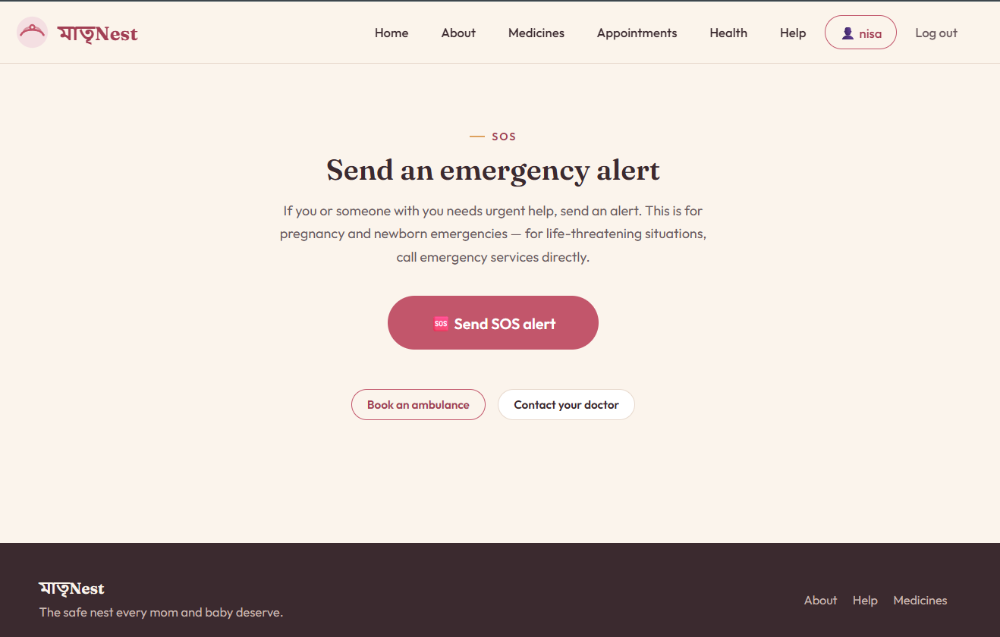 মাতৃNest
Home About Medicines Appointments Health Help nisa Log out
SOS
Send an emergency alert
If you or someone with you needs urgent help, send an alert. This is for
pregnancy and newborn emergencies — for life-threatening situations,
call emergency services directly.
🆘 Send SOS alert
Book an ambulance Contact your doctor
মাতৃNest
The safe nest every mom and baby deserve.
About Help Medicines